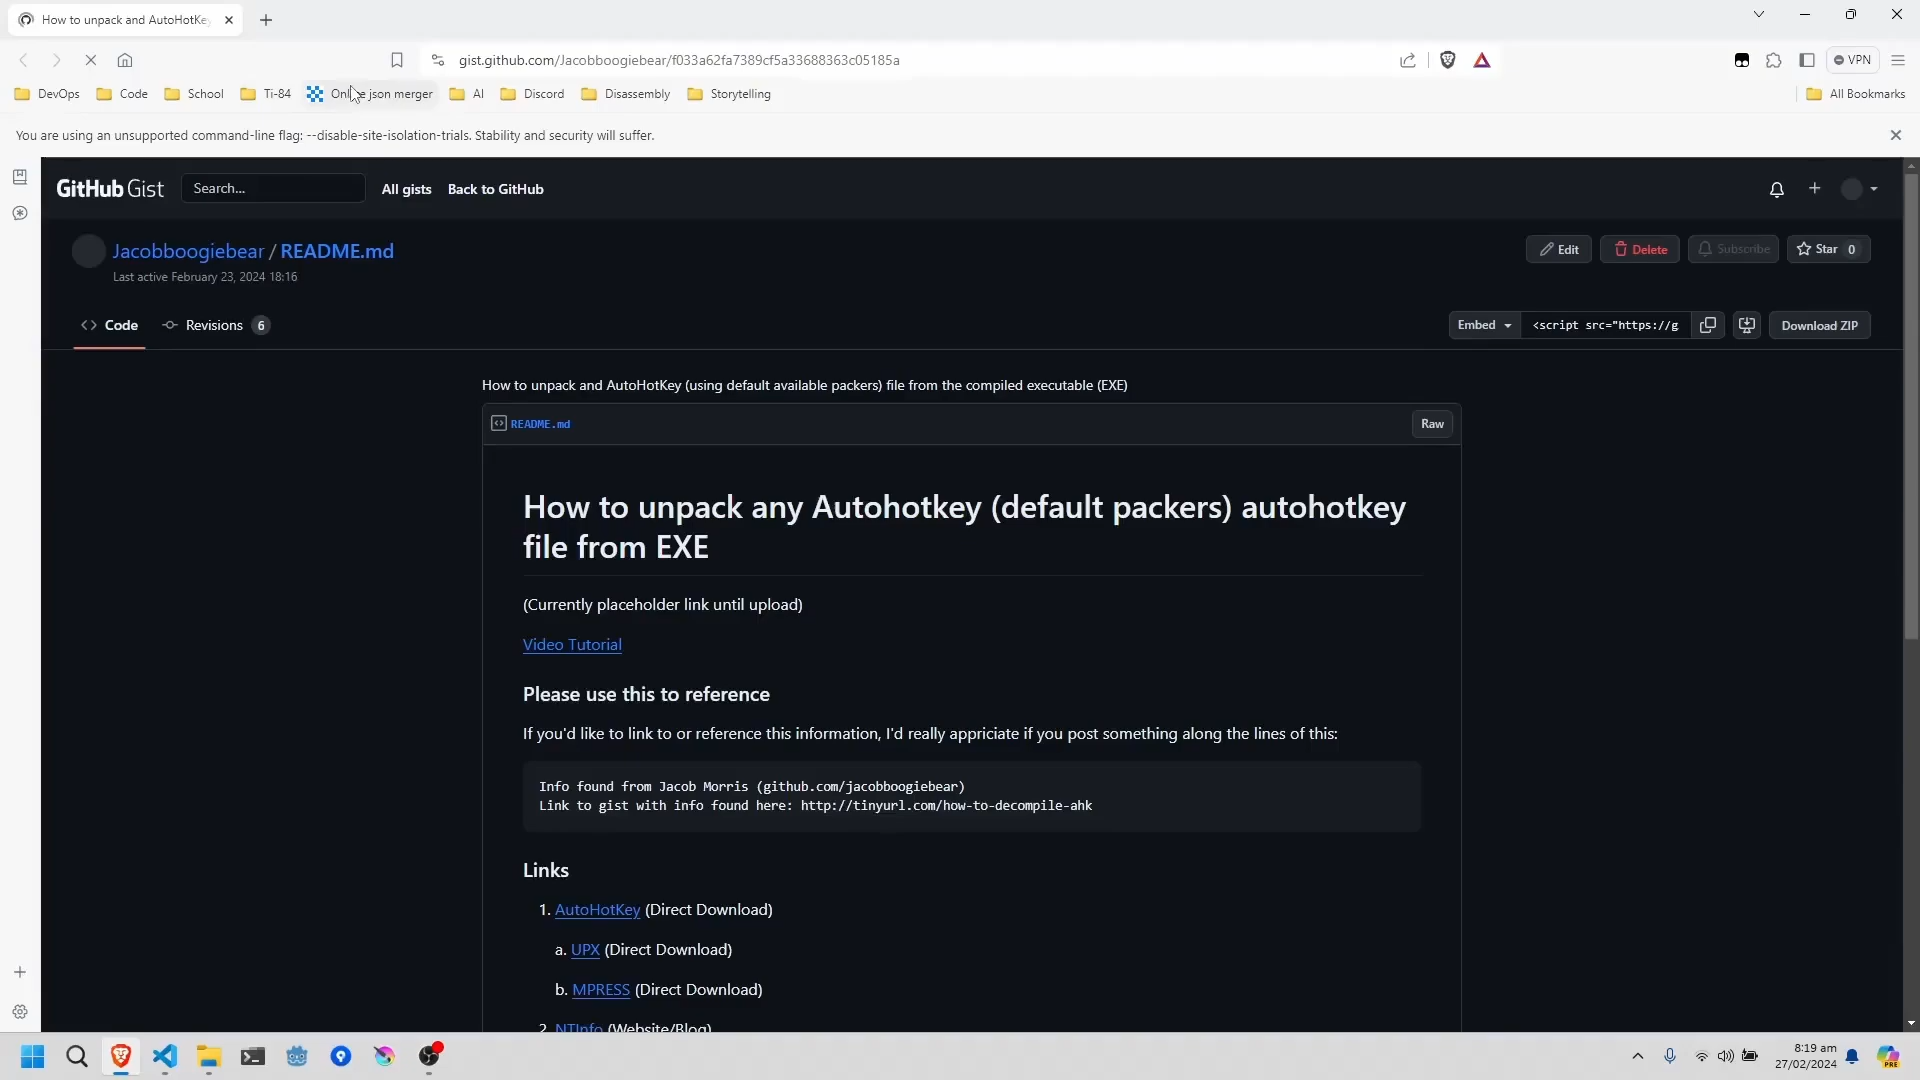 How to unpack and AutoHotKey
gist.github.com/Jacobboogiebear/f033a62fa7389cf5a33688363c05185a
VPN
DevOps Code School Ti-84 json merger AI Discord Disassembly Storytelling All Bookmarks
You are using an unsupported command-line flag: --disable-site-isolation-trials. Stability and security will suffer.
GitHub Gist Search... All gists Back to GitHub
Jacobboogiebear / README.md
Edit Delete Subscribe Star 0
Last active February 23, 2024 18:16
Code Revisions 6 Embed <script src="https://g Download ZIP
How to unpack and AutoHotKey (using default available packers) file from the compiled executable (EXE)
README.md Raw
How to unpack any Autohotkey (default packers) autohotkey
file from EXE
(Currently placeholder link until upload)
Video Tutorial
Please use this to reference
If you'd like to link to or reference this information, I'd really appriciate if you post something along the lines of this:
Info found from Jacob Morris (github.com/jacobboogiebear)
Link to gist with info found here: http://tinyurl.com/how-to-decompile-ahk
Links
1. AutoHotKey (Direct Download)
a. UPX (Direct Download)
b. MPRESS (Direct Download)
2. NTInfo (Website/Blog)
8:19 am
27/02/2024
PRE